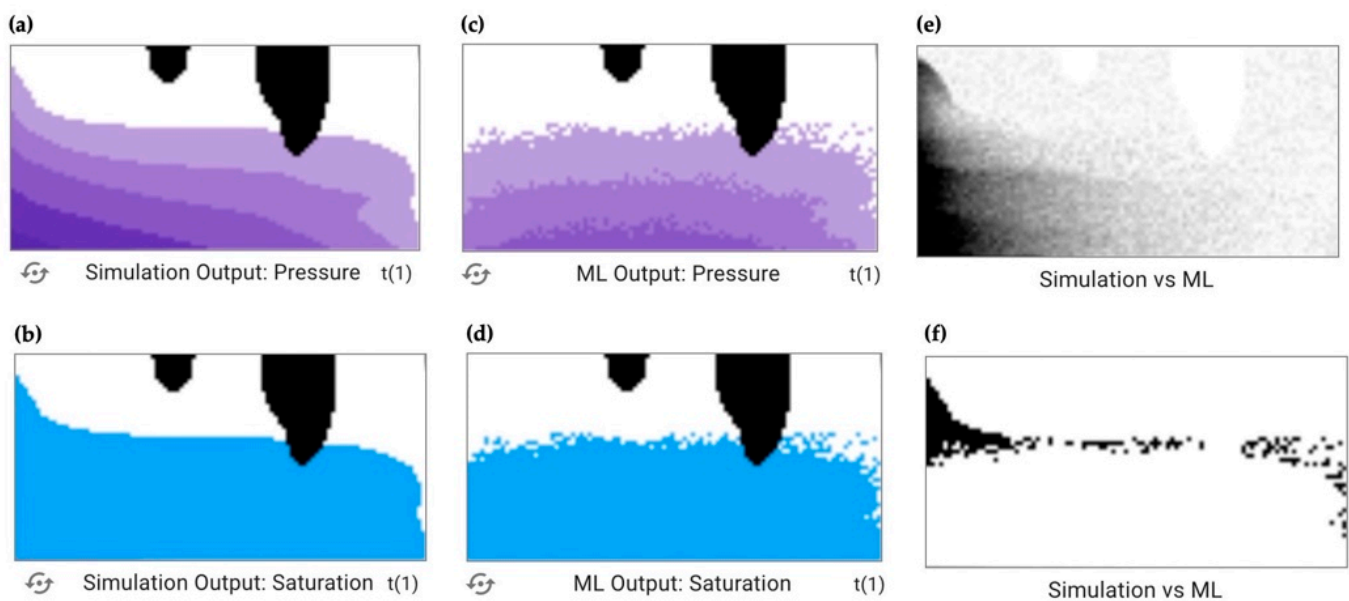 (a)
(c)
(e)
Simulation Output: Pressure t(1)
ML Output: Pressure t(1)
Simulation vs ML
(b)
(d)
(f)
Simulation Output: Saturation t(1)
ML Output: Saturation t(1)
Simulation vs ML